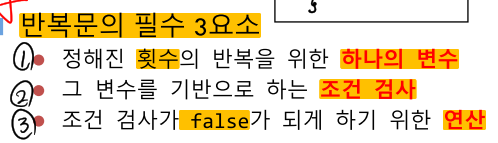 반복문의 필수 3요소
① 정해진 횟수의 반복을 위한 하나의 변수
② 그 변수를 기반으로 하는 조건 검사
③ 조건 검사가 false가 되게 하기 위한 연산